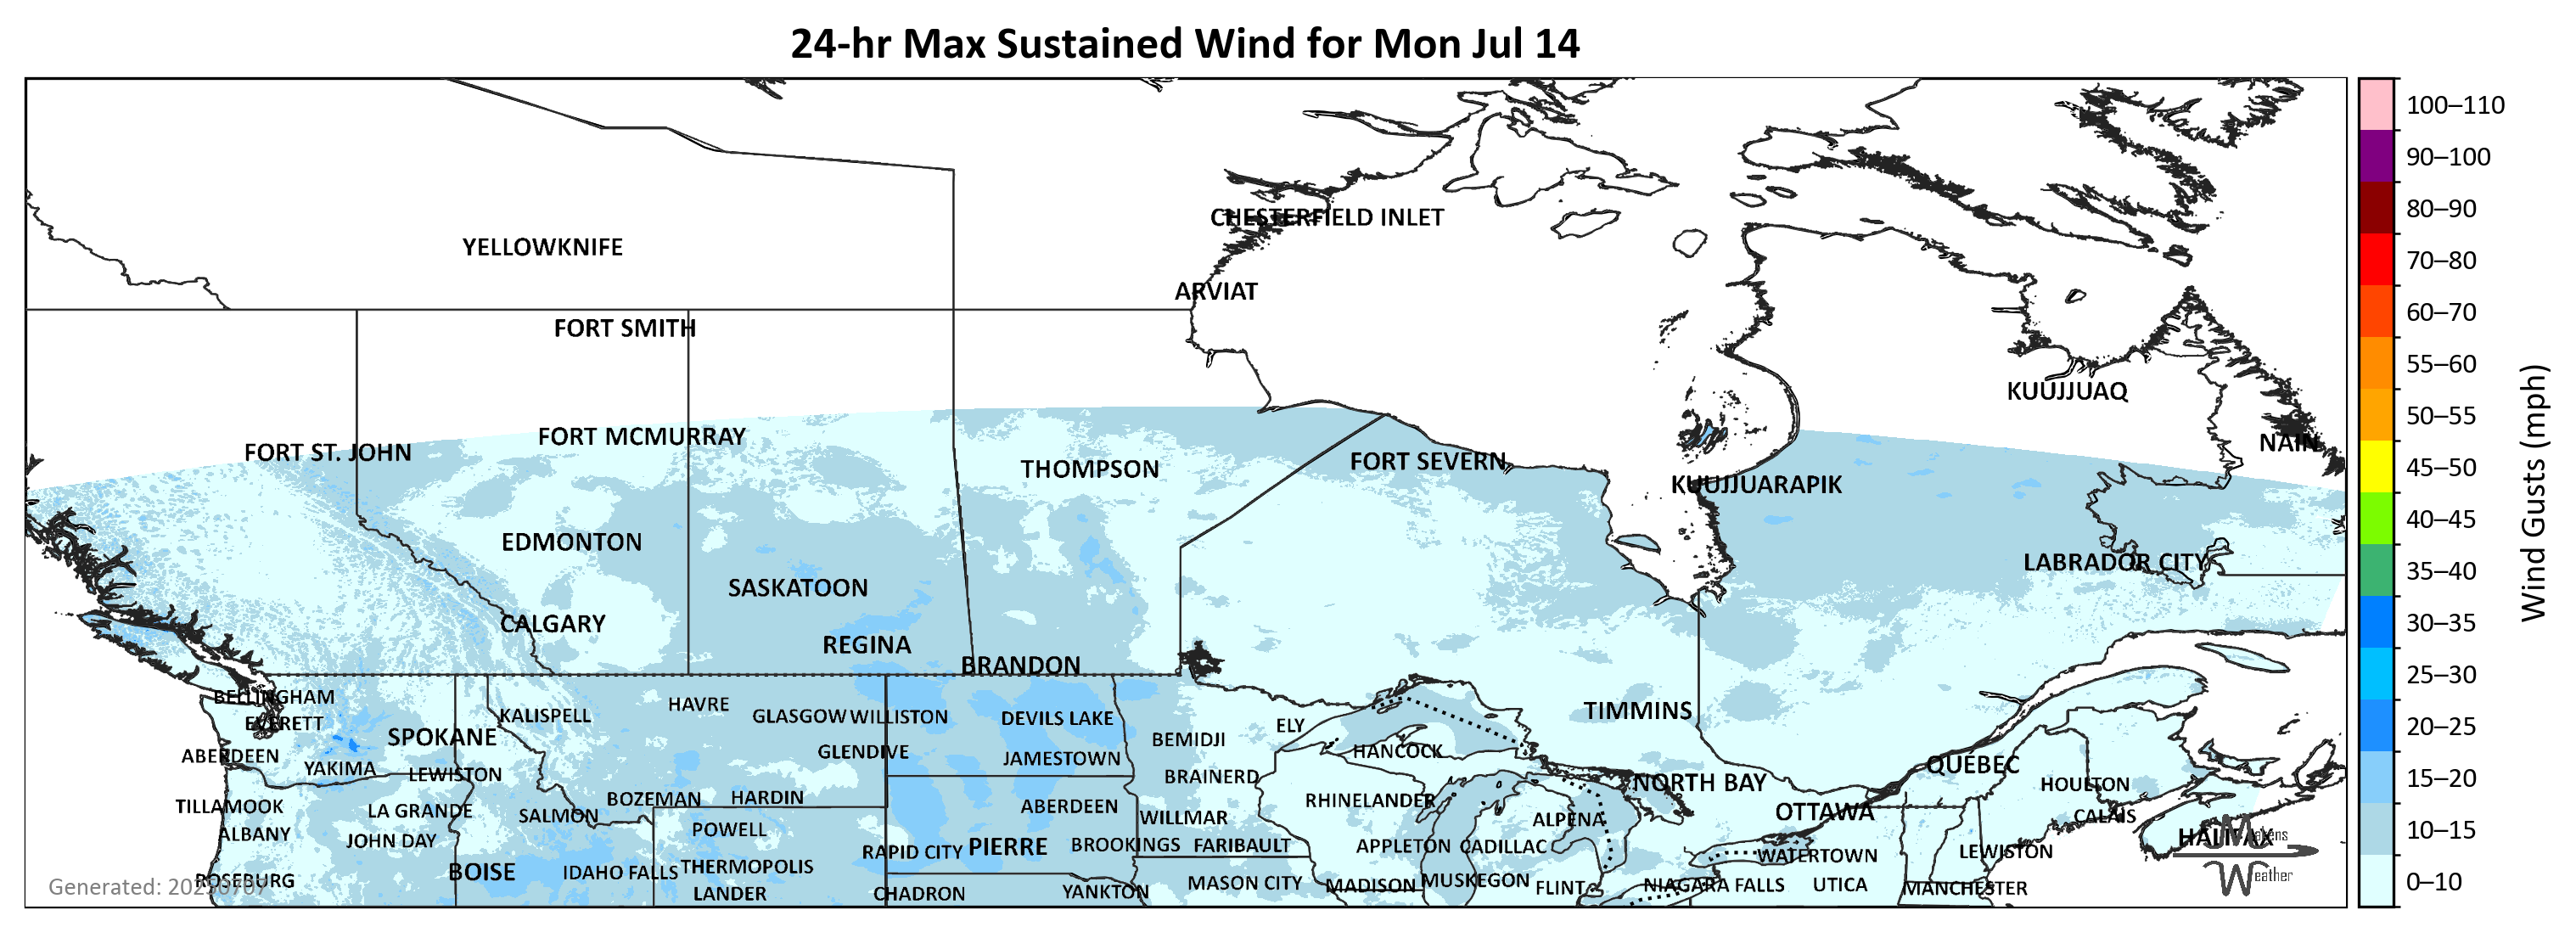 24-hr Max Sustained Wind for Mon Jul 14
100–110
90–100
80–90
CHESTERFIELD INLET
YELLOWKNIFE
70–80
ARVIAT
60–70
FORT SMITH
55–60
KUUJJUAQ
50–55
FORT MCMURRAY
NAIN
FORT ST. JOHN
FORT SEVERN
THOMPSON
45–50
KUUJJUARAPIK
40–45
EDMONTON
LABRADOR CITY
35–40
SASKATOON
CALGARY
30–35
REGINA
BRANDON
25–30
Wind Gusts (mph)
BELLINGHAM
HAVRE
TIMMINS
KALISPELL
GLASGOW
WILLISTON
DEVILS LAKE
EVERETT
ELY
20–25
SPOKANE
BEMIDJI
HANCOCK
GLENDIVE
ABERDEEN
JAMESTOWN
QUÉBEC
YAKIMA
LEWISTON
BRAINERD
15–20
NORTH BAY
HOULTON
BOZEMAN
HARDIN
RHINELANDER
TILLAMOOK
LA GRANDE
ABERDEEN
OTTAWA
SALMON
CALAIS
WILLMAR
ALPENA
POWELL
10–15
ALBANY
HALIFAX
Makens
Weather
JOHN DAY
BROOKINGS
FARIBAULT
APPLETON
CADILLAC
PIERRE
RAPID CITY
LEWISTON
WATERTOWN
THERMOPOLIS
BOISE
IDAHO FALLS
ROSEBURG
MUSKEGON
0–10
MASON CITY
MADISON
NIAGARA FALLS
UTICA
Generated: 20250707
FLINT
MANCHESTER
YANKTON
LANDER
CHADRON